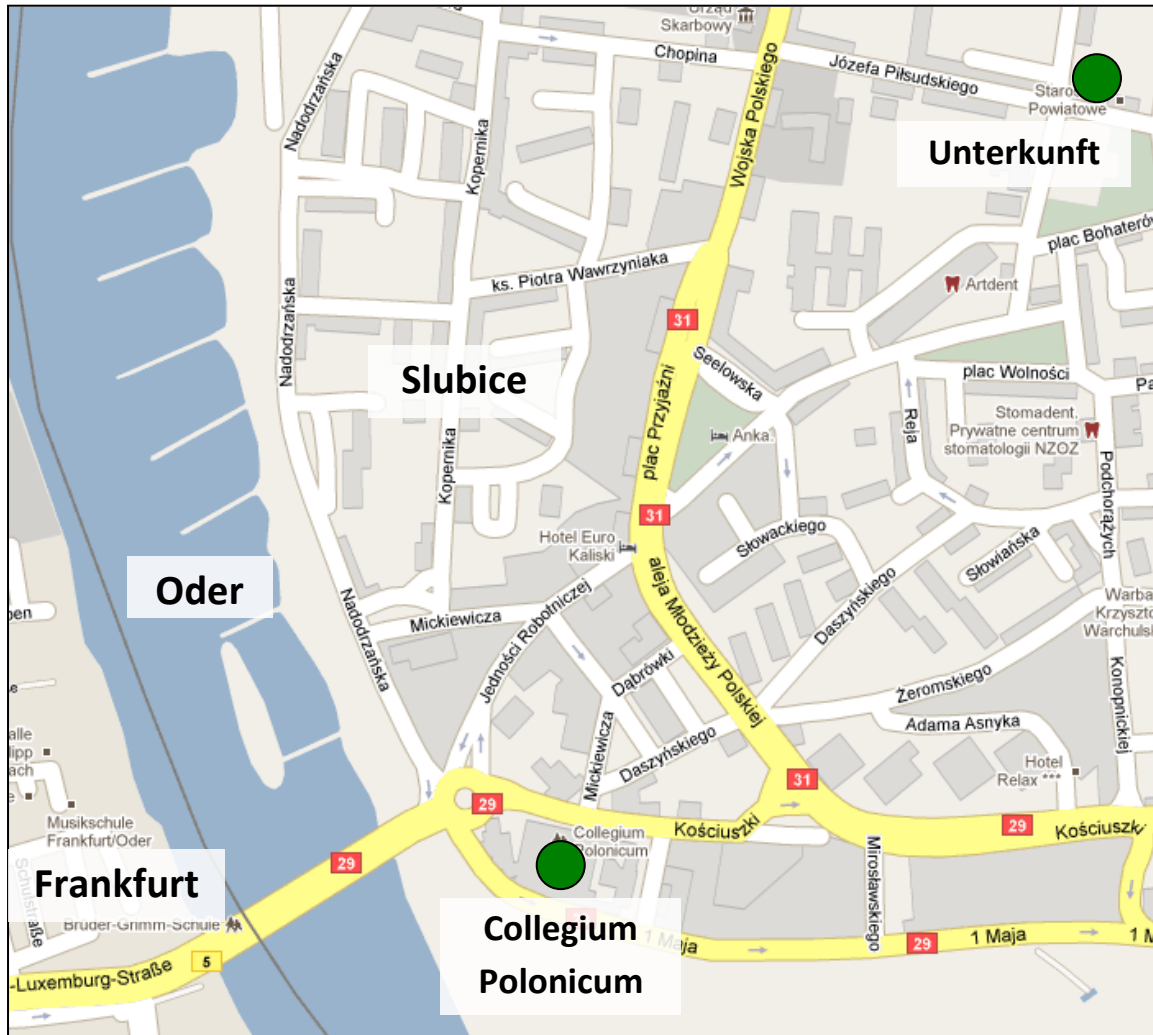 Urząd
Skarbowy
Chopina
Józefa Piłsudskiego
Powiatowe
Unterkunft
Nadodrzańska
Nadodrzańska
Kopernika
Wojska Polskiego
plac Bohaterów
ks. Piotra Wawrzyniaka
Artdent
31
Nadodrzańska
Seelowska
Slubice
plac Wolności
plac Przyjaźni
Reja
Stomadent.
Prywatne centrum
stomatologii NZOZ
Anka.
Kopernika
Podchorążych
31
Słowackiego
Hotel Euro
Kaliski
Słowiańska
Oder
aleja Młodzieży Polskiej
Daszyńskiego
Nadodrzańska
Mickiewicza
Jedności Robotniczej
Dąbrówki
Żeromskiego
Konopnickiej
Adama Asnyka
Daszyńskiego
Mickiewicza
Hotel
Relax ***
31
29
Musikschule
Frankfurt/Oder
Kościuszki
29
Kościuszki
Collegium
Polonicum
29
Mirosławskiego
Frankfurt
Schulstraße
Bruder-Grimm-Schule
Collegium
Polonicum
1 Maja
29
1 Maja
5
-Luxemburg-Straße